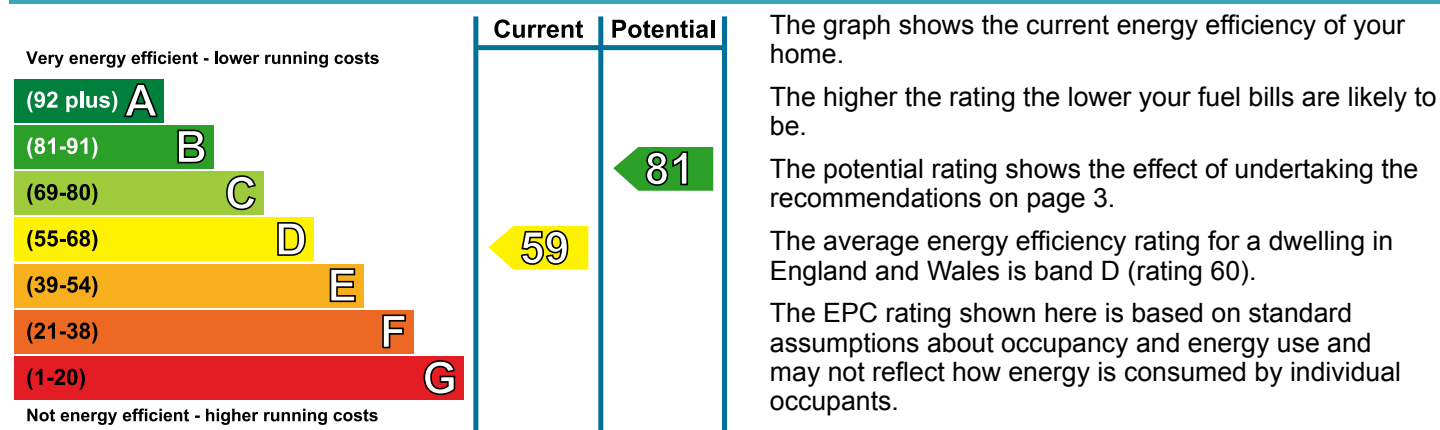 Current Potential
Very energy efficient - lower running costs
(92 plus) A
(81-91) B
(69-80) C
(55-68) D
(39-54) E
(21-38) F
(1-20) G
Not energy efficient - higher running costs
81
59
The graph shows the current energy efficiency of your
home.
The higher the rating the lower your fuel bills are likely to
be.
The potential rating shows the effect of undertaking the
recommendations on page 3.
The average energy efficiency rating for a dwelling in
England and Wales is band D (rating 60).
The EPC rating shown here is based on standard
assumptions about occupancy and energy use and
may not reflect how energy is consumed by individual
occupants.